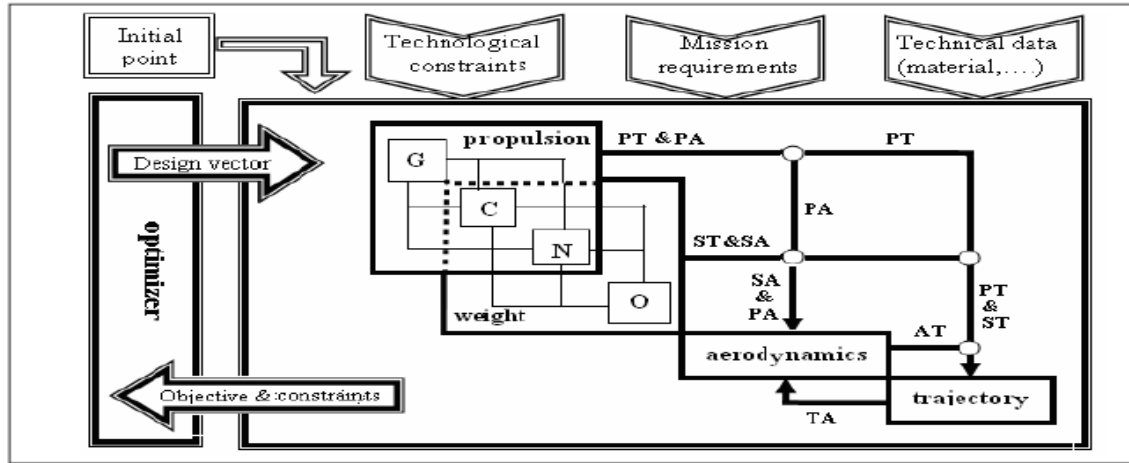 Initial
point
Technological
constraints
Mission
requirements
Technical data
(material,....)
Design vector
optimizer
Objective &constraints
propulsion
G
C
N
O
weight
PT &PA
PT
PA
ST&SA
SA
&
PA
PT
&
ST
AT
aerodynamics
trajectory
TA